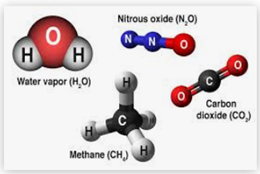 Nitrous oxide (N₂O)
N N O
O
H H
Water vapor (H₂O)
O C O
Carbon
dioxide (CO₂)
H
H C H
H
Methane (CH₄)